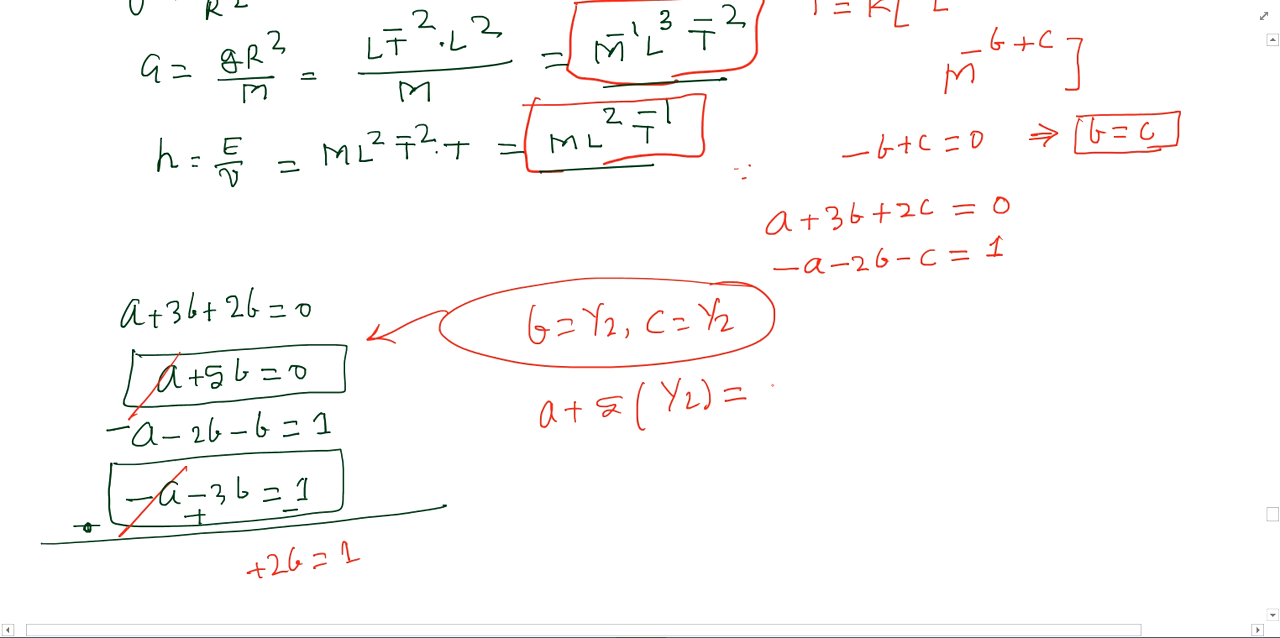 G = gR² / M = LT⁻².L² / M = M⁻¹L³T⁻²
M⁻ᵇ⁺ᶜ]
h = E / ν = ML²T⁻².T = ML²T⁻¹
-b+c=0 ⇒ b=c
a+3b+2c = 0
-a-2b-c = 1
a+3b+2b=0
b=1/2, c=1/2
a+5b=0
a+5(1/2)=
-a-2b-b=1
-a-3b=1
+2b=1